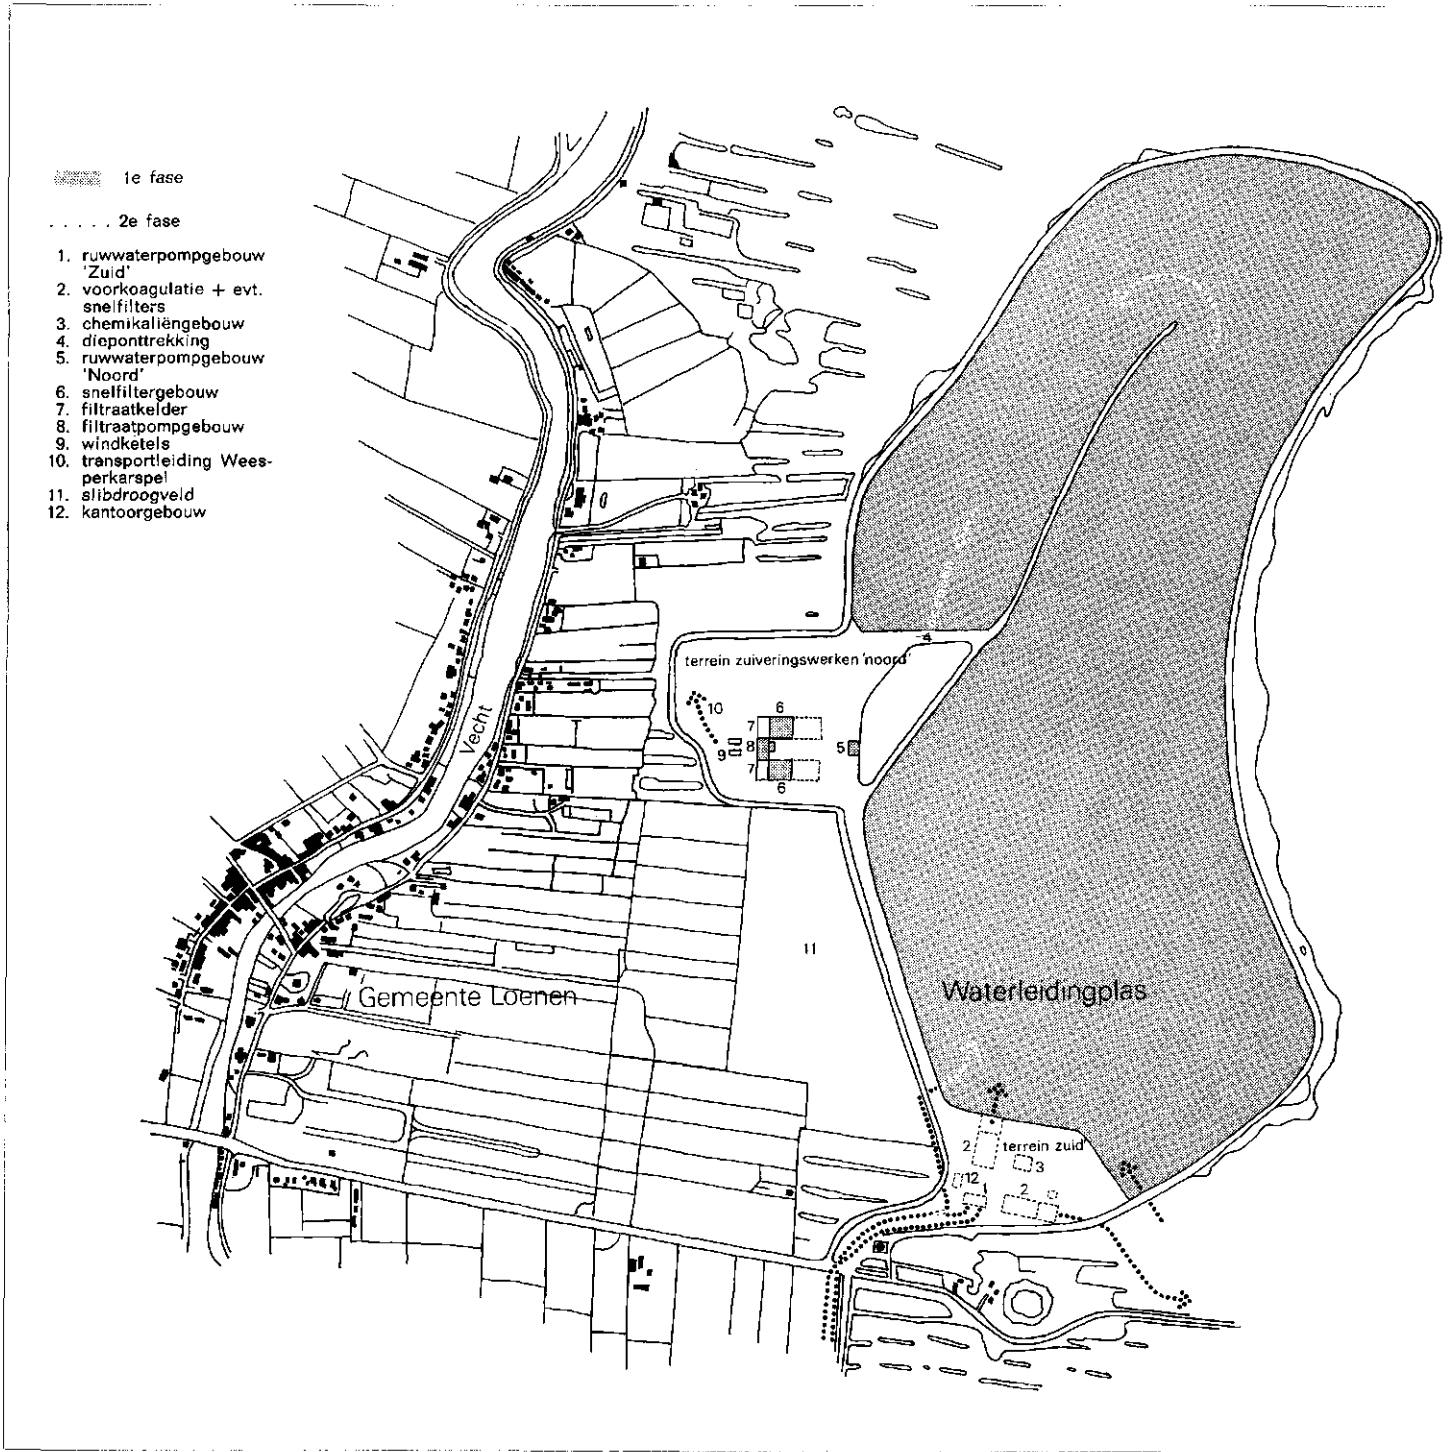 1e fase
2e fase
1. ruwwaterpompgebouw
'Zuid'
2. voorkoagulatie + evt.
snelfilters
3. chemikaliëngebouw
4. dieponttrekking
5. ruwwaterpompgebouw
'Noord'
6. snelfiltergebouw
7. filtraatkelder
8. filtraatpompgebouw
9. windketels
10. transportleiding Wees-
perkarspel
11. slibdroogveld
12. kantoorgebouw
4
terrein zuiveringswerken 'noord'
10
6
7
8
9
5
7
6
Vecht
11
Gemeente Loenen
Waterleidingplas
2
terrein zuid'
3
12
1
2